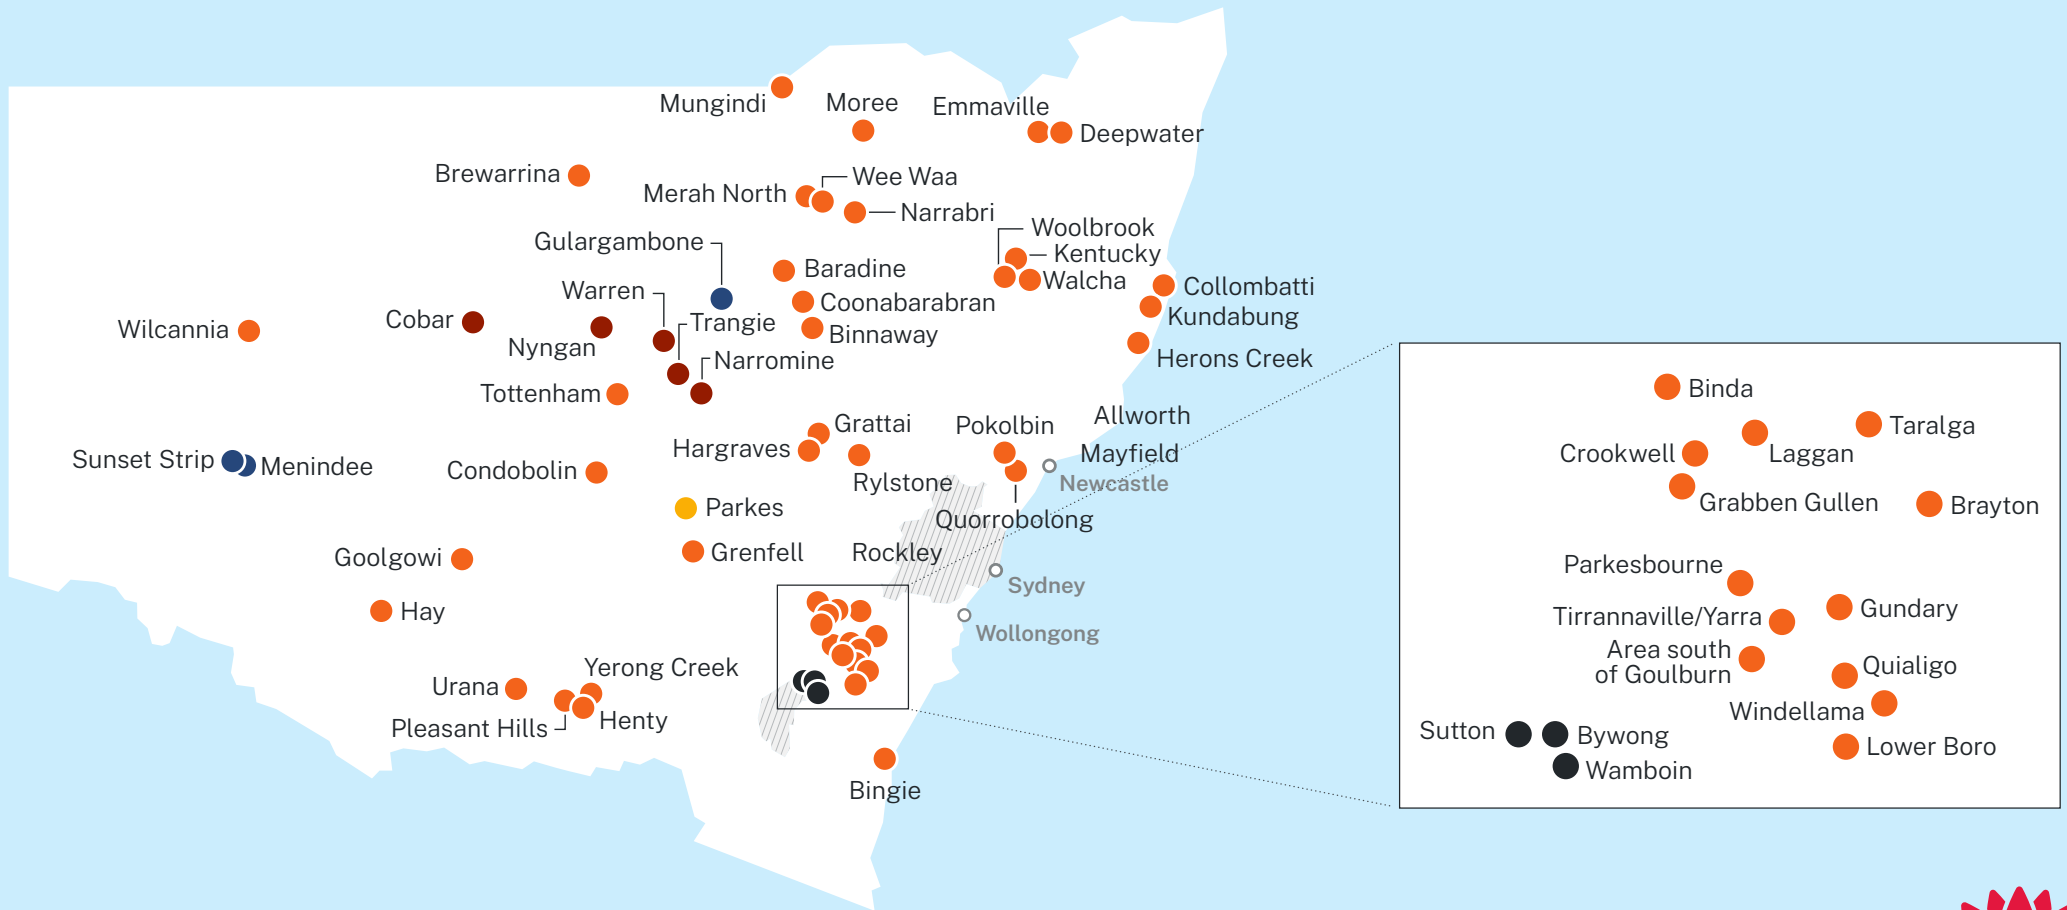 Mungindi
Moree
Emmaville
Deepwater
Brewarrina
Merah North
Wee Waa
Narrabri
Gulargambone
Woolbrook
Kentucky
Walcha
Baradine
Collombatti
Warren
Coonabarabran
Kundabung
Wilcannia
Cobar
Nyngan
Trangie
Binnaway
Narromine
Herons Creek
Tottenham
Grattai
Pokolbin
Allworth
Hargraves
Mayfield
Sunset Strip
Menindee
Condobolin
Rylstone
Newcastle
Parkes
Quorrobolong
Goolgowi
Grenfell
Rockley
Sydney
Hay
Wollongong
Yerong Creek
Urana
Pleasant Hills
Henty
Bingie
Binda
Taralga
Crookwell
Laggan
Grabben Gullen
Brayton
Parkesbourne
Tirrannaville/Yarra
Gundary
Area south
of Goulburn
Quialigo
Windellama
Sutton
Bywong
Lower Boro
Wamboin